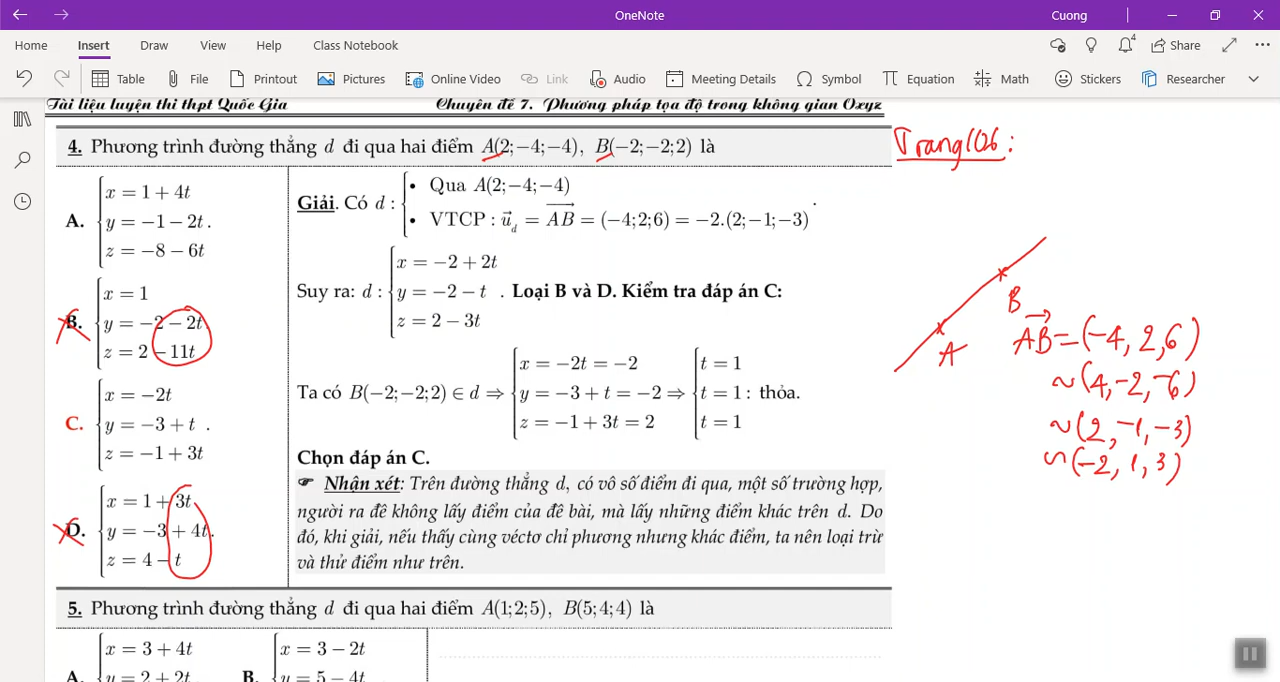 OneNote
Cuong
Home Insert Draw View Help Class Notebook
Share
Table File Printout Pictures Online Video Link Audio Meeting Details Symbol Equation Math Stickers Researcher
Tài liệu luyện thi thpt Quốc Gia Chuyên đề 7. Phương pháp tọa độ trong không gian Oxyz
4. Phương trình đường thẳng d đi qua hai điểm A(2;−4;−4), B(−2;−2;2) là
A. x = 1 + 4t
y = −1 − 2t .
z = −8 − 6t
B. x = 1
y = −2 − 2t
z = 2 − 11t
C. x = −2t
y = −3 + t .
z = −1 + 3t
D. x = 1 + 3t
y = −3 + 4t.
z = 4 − t
Giải. Có d : • Qua A(2;−4;−4)
• VTCP : u⃗d = AB⃗ = (−4;2;6) = −2.(2;−1;−3) .
Suy ra: d : x = −2 + 2t
y = −2 − t . Loại B và D. Kiểm tra đáp án C:
z = 2 − 3t
Ta có B(−2;−2;2) ∈ d ⇒ x = −2t = −2
y = −3 + t = −2
z = −1 + 3t = 2
⇒ t = 1
t = 1 : thỏa.
t = 1
Chọn đáp án C.
☞ Nhận xét: Trên đường thẳng d, có vô số điểm đi qua, một số trường hợp,
người ra đề không lấy điểm của đề bài, mà lấy những điểm khác trên d. Do
đó, khi giải, nếu thấy cùng véctơ chỉ phương nhưng khác điểm, ta nên loại trừ
và thử điểm như trên.
5. Phương trình đường thẳng d đi qua hai điểm A(1;2;5), B(5;4;4) là
A. x = 3 + 4t
y = 2 + 2t
B. x = 3 − 2t
y = 5 − 4t
Trang 106 :
B
A
AB⃗ = (−4, 2, 6)
~ (4, −2, −6)
~ (2, −1, −3)
~ (−2, 1, 3)